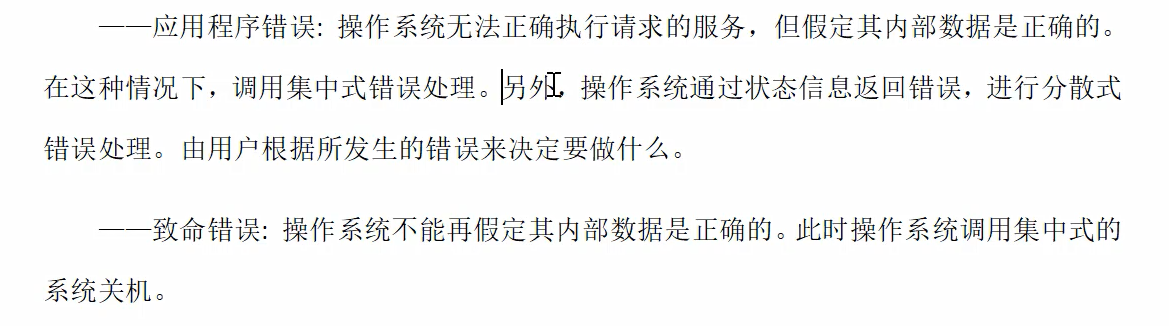 ——应用程序错误: 操作系统无法正确执行请求的服务，但假定其内部数据是正确的。
在这种情况下，调用集中式错误处理。另外，操作系统通过状态信息返回错误，进行分散式
错误处理。由用户根据所发生的错误来决定要做什么。
——致命错误: 操作系统不能再假定其内部数据是正确的。此时操作系统调用集中式的
系统关机。